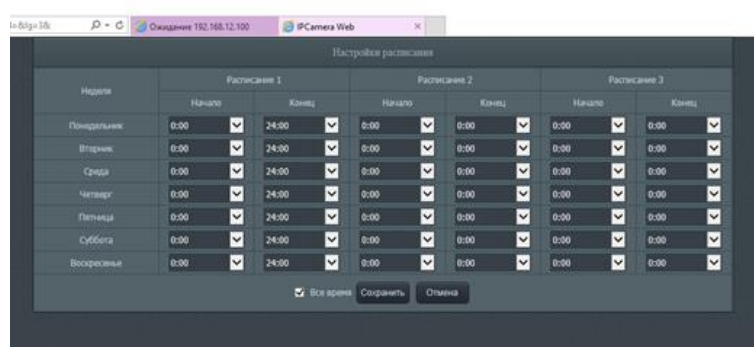 Ожидание 192.168.12.100 IPCamera Web
Настройки расписания
Неделя Расписание 1 Расписание 2 Расписание 3
Начало Конец Начало Конец Начало Конец
Понедельник 0:00 24:00 0:00 0:00 0:00 0:00
Вторник 0:00 24:00 0:00 0:00 0:00 0:00
Среда 0:00 24:00 0:00 0:00 0:00 0:00
Четверг 0:00 24:00 0:00 0:00 0:00 0:00
Пятница 0:00 24:00 0:00 0:00 0:00 0:00
Суббота 0:00 24:00 0:00 0:00 0:00 0:00
Воскресенье 0:00 24:00 0:00 0:00 0:00 0:00
Все время Сохранить Отмена